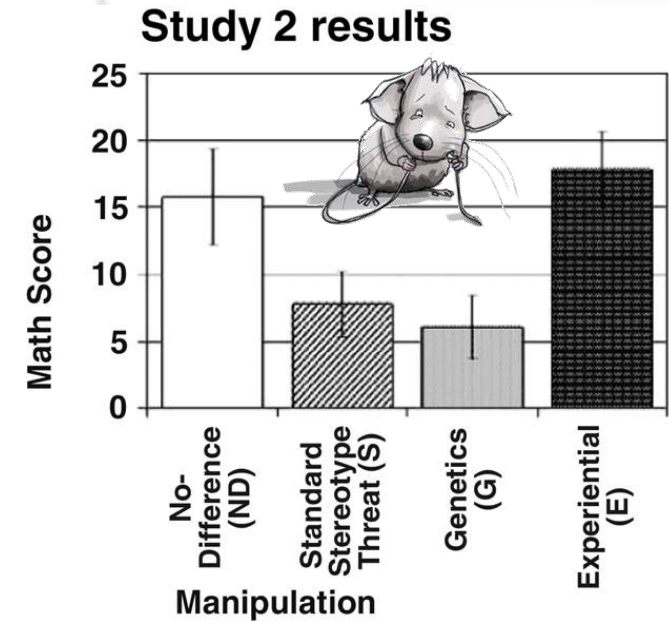 Study 2 results
25
20
15
10
5
0
Math Score
No-
Difference
(ND)
Standard
Stereotype
Threat (S)
Genetics
(G)
Experiential
(E)
Manipulation